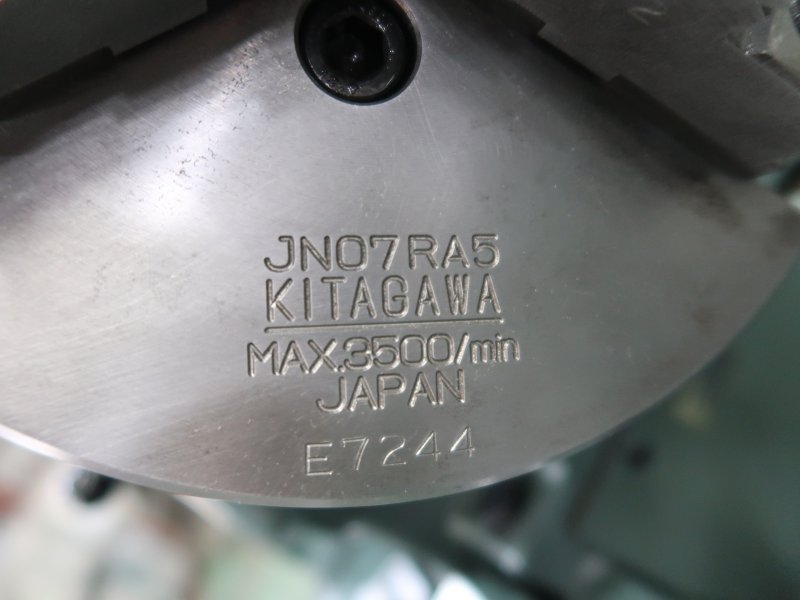 JN07RA5
KITAGAWA
MAX.3500/min
JAPAN
E7244